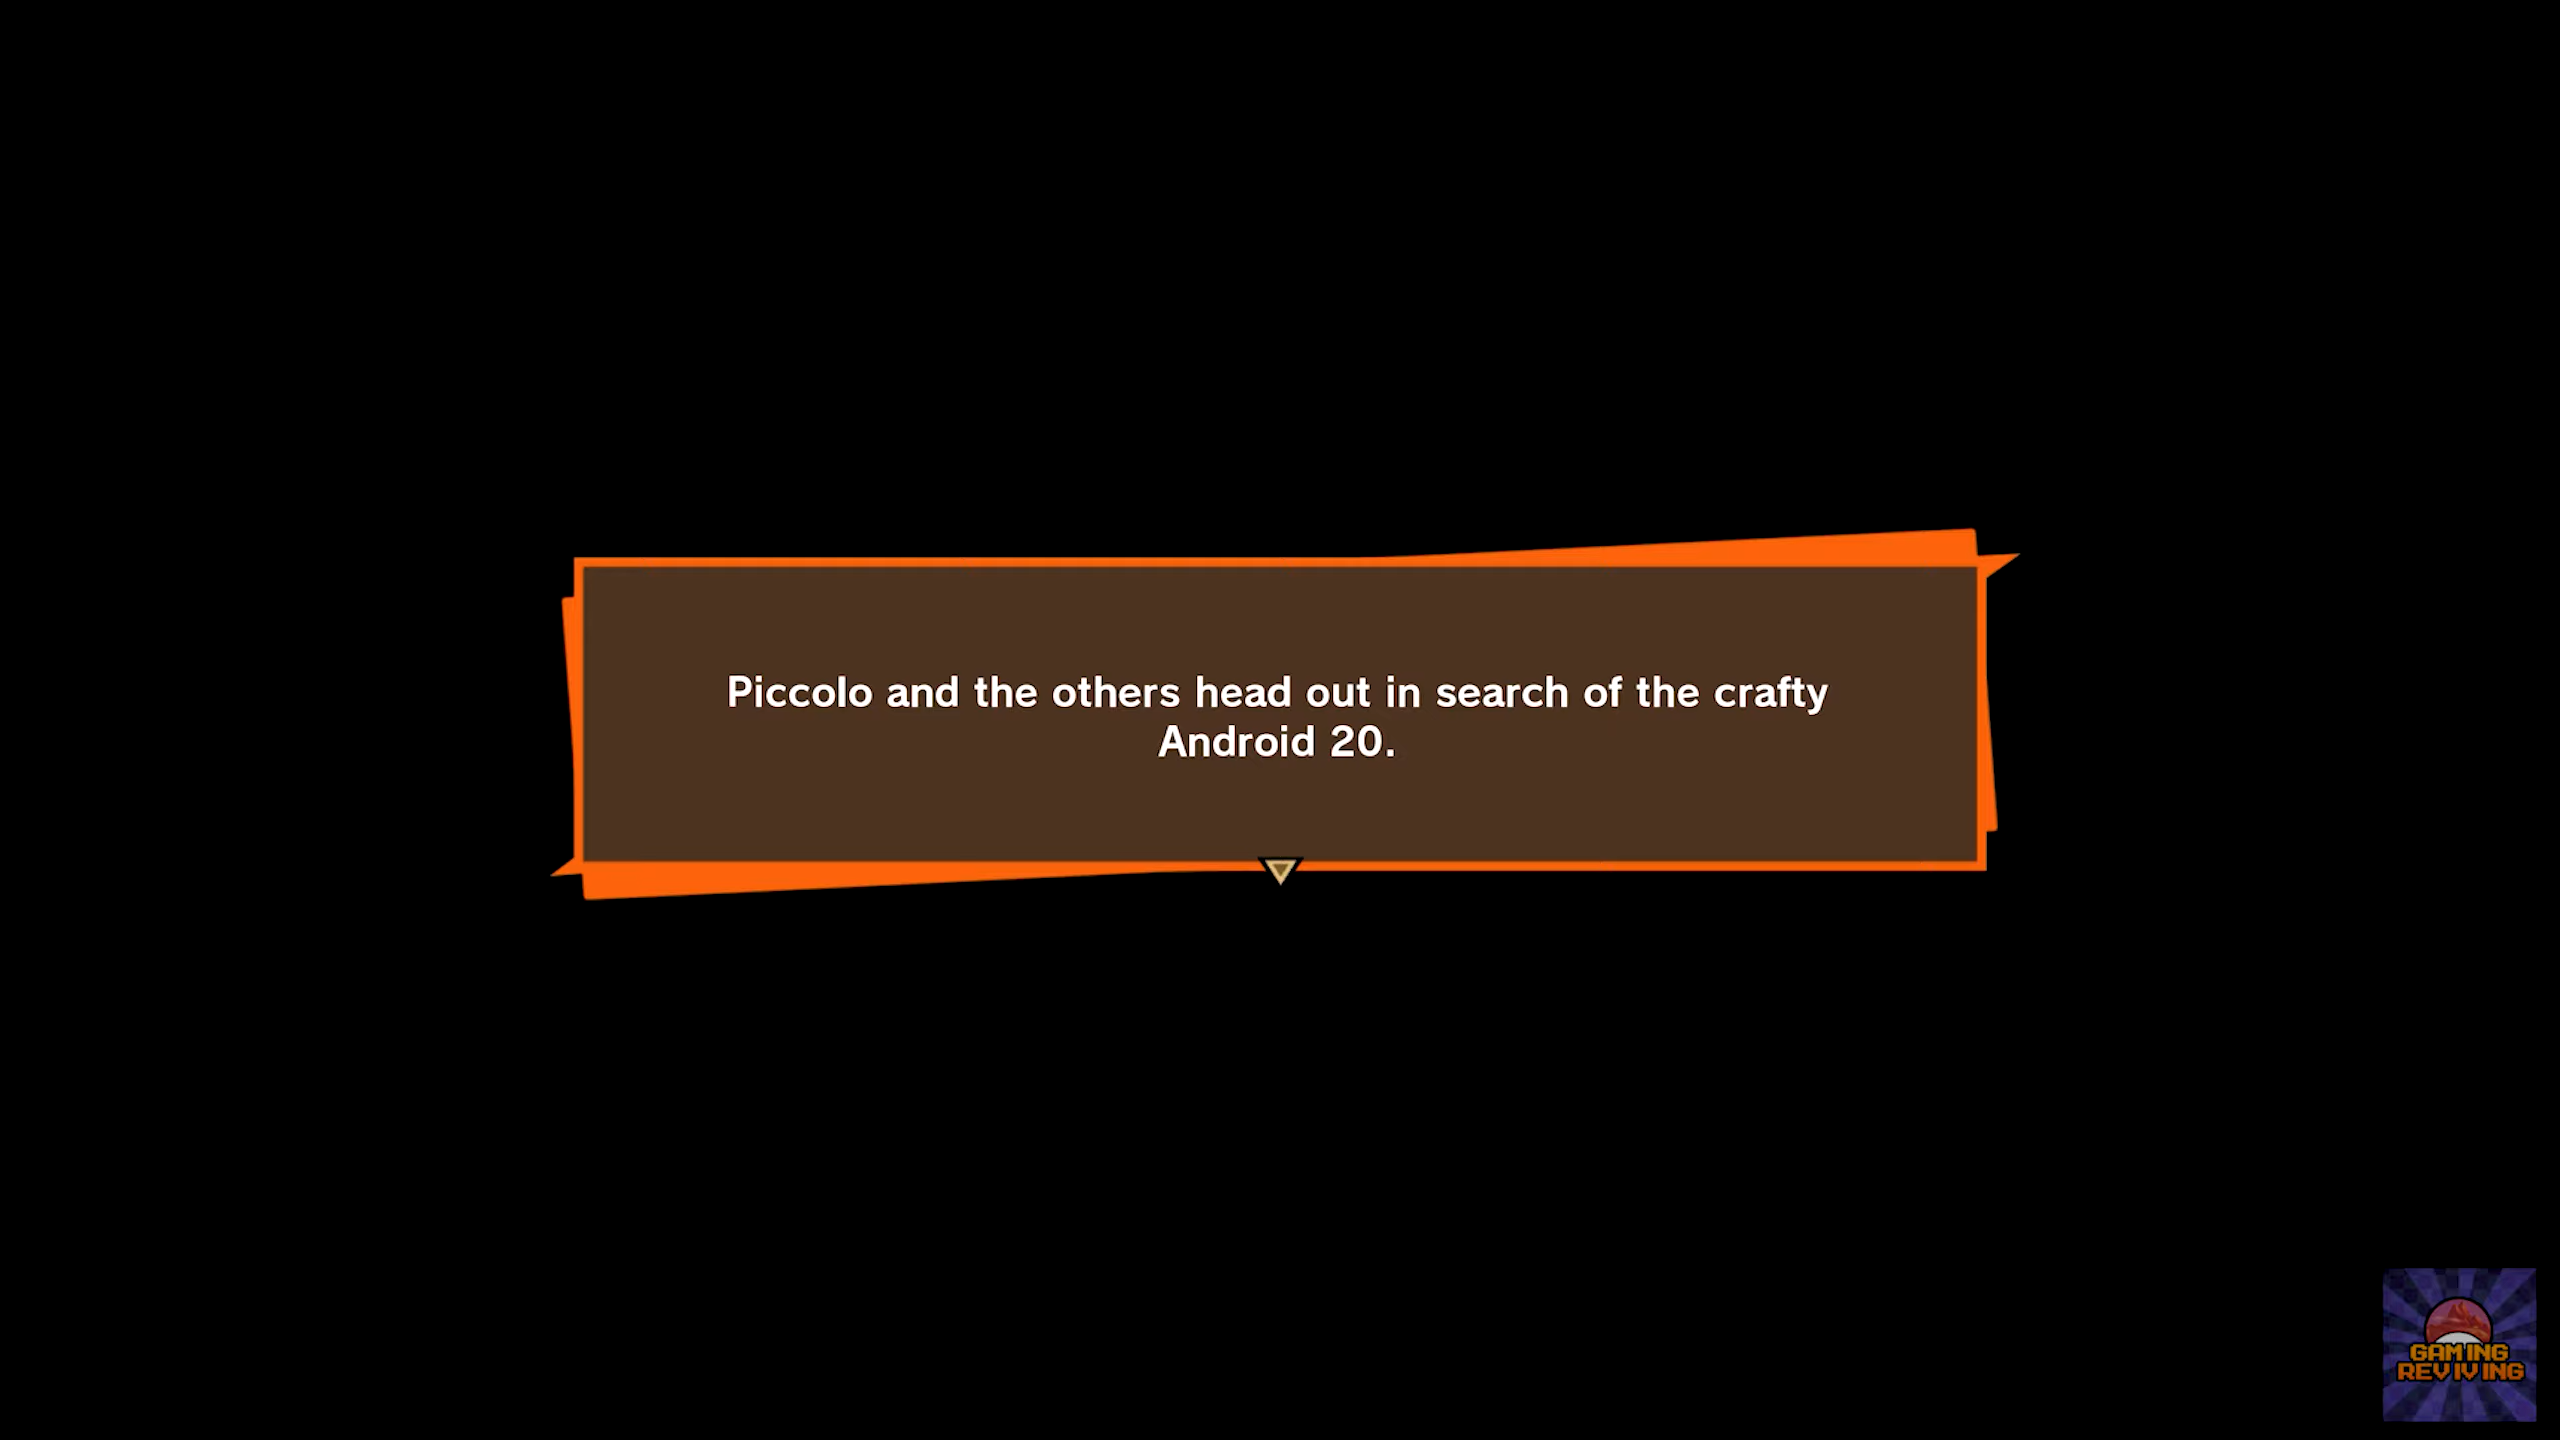 Piccolo and the others head out in search of the crafty
Android 20.
GAMING
REVIVING